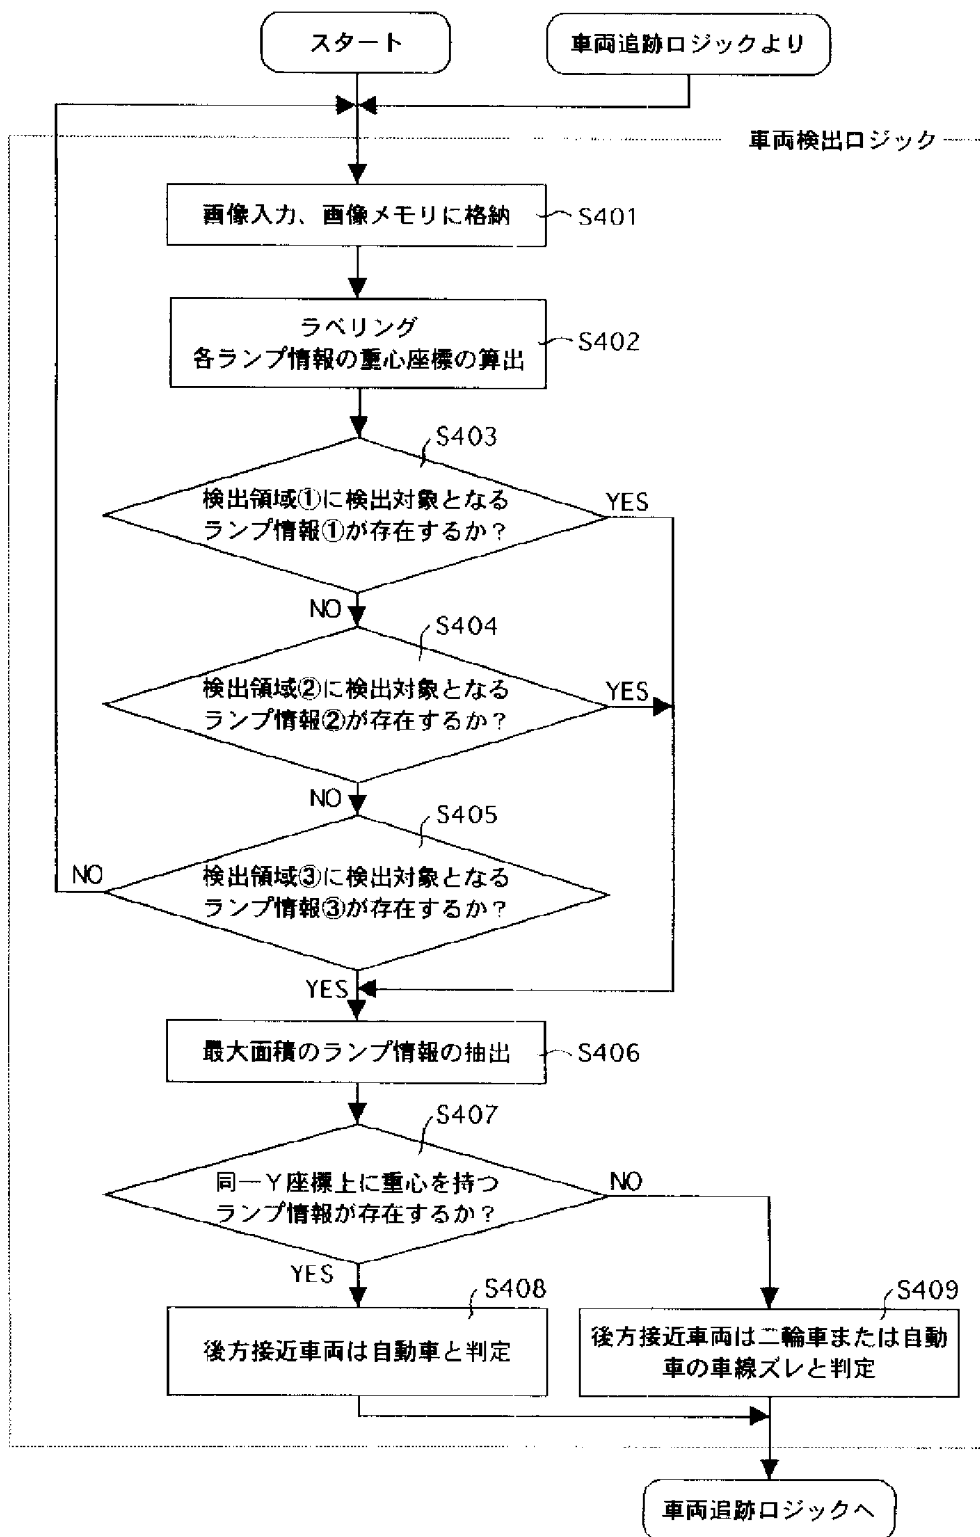 スタート
車両追跡ロジックより
車両検出ロジック
画像入力、画像メモリに格納
S401
ラベリング
各ランプ情報の重心座標の算出
S402
S403
検出領域①に検出対象となる
ランプ情報①が存在するか？
YES
NO
S404
検出領域②に検出対象となる
ランプ情報②が存在するか？
YES
NO
S405
検出領域③に検出対象となる
ランプ情報③が存在するか？
NO
YES
最大面積のランプ情報の抽出
S406
S407
同一Y座標上に重心を持つ
ランプ情報が存在するか？
NO
YES
S408
後方接近車両は自動車と判定
S409
後方接近車両は二輪車または自動
車の車線ズレと判定
車両追跡ロジックへ